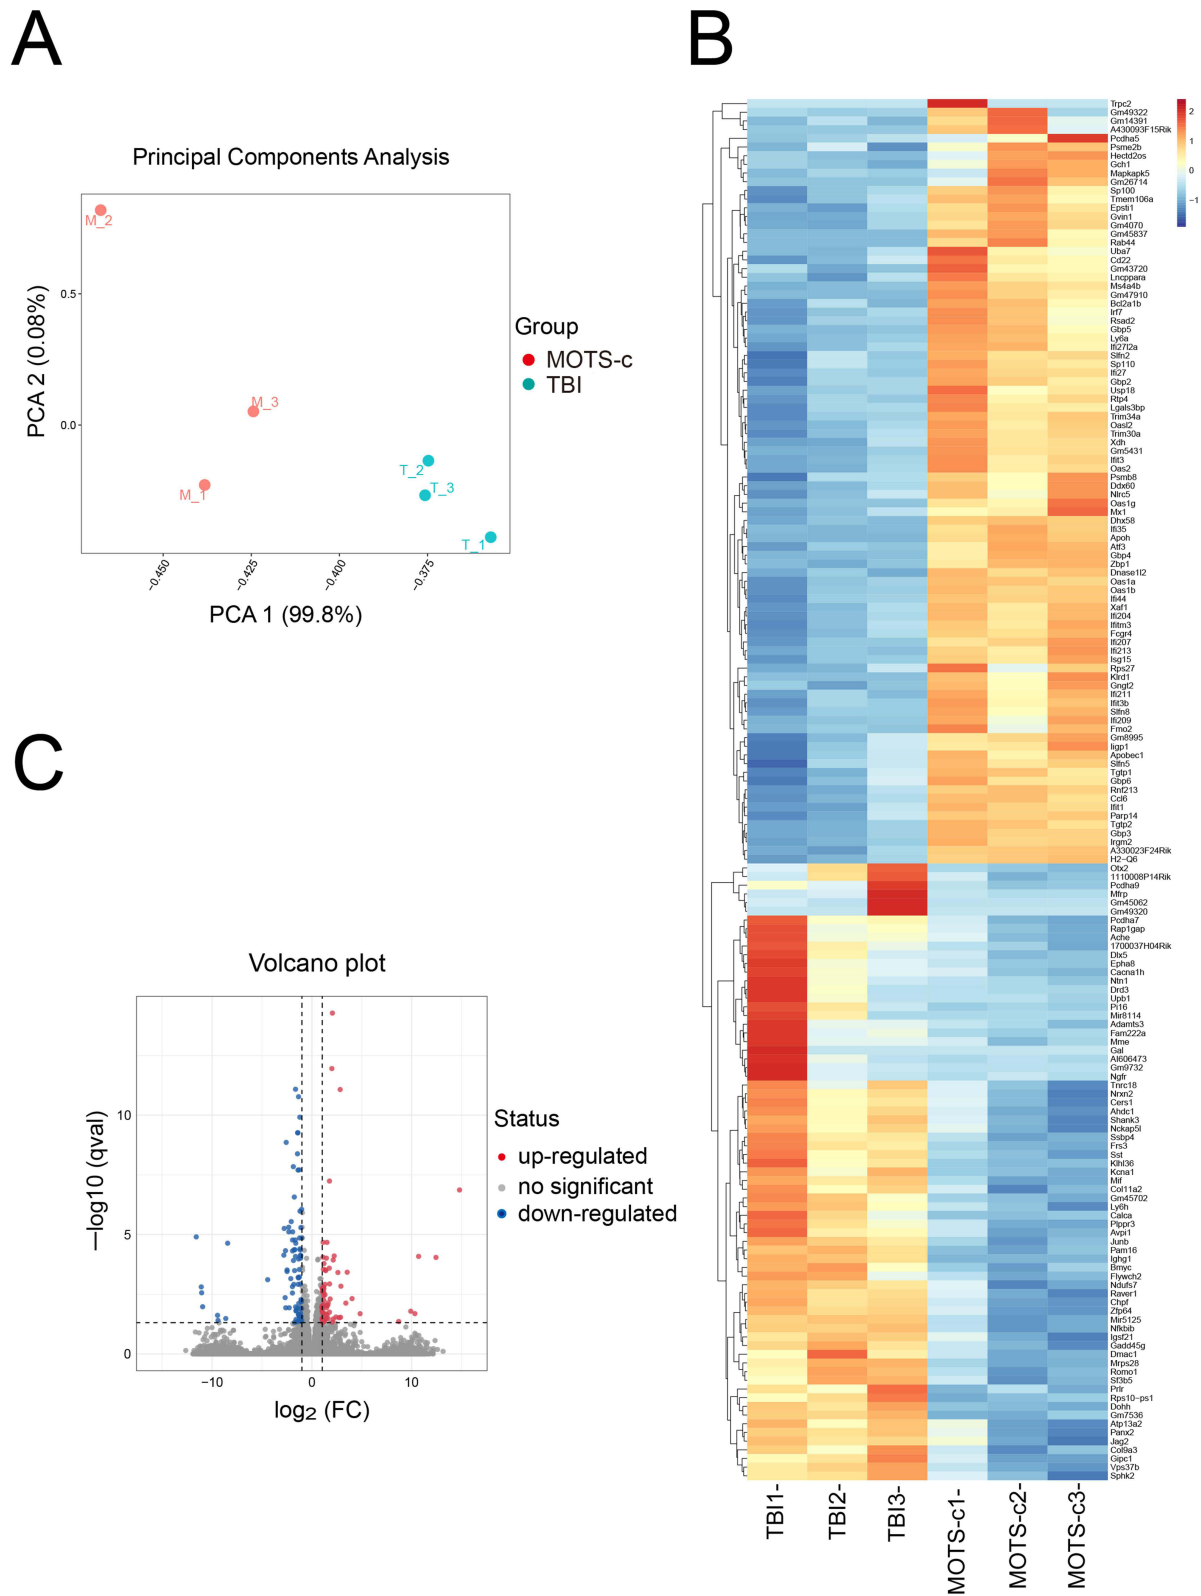 A
Principal Components Analysis
M_2
M_3
M_1
T_2
T_3
T_1
0.5
0.0
PCA 2 (0.08%)
−0.450
−0.425
−0.400
−0.375
PCA 1 (99.8%)
Group
MOTS-c
TBI
B
2
1
0
−1
Trpc2
Gm49322
Gm14391
A430093F15Rik
Pcdha5
Psme2b
Hectd2os
Gch1
Mapkapk5
Gm26714
Sp100
Tmem106a
Epsti1
Gvin1
Gm4070
Gm45837
Rab44
Uba7
Cd22
Gm43720
Lncppara
Ms4a4b
Gm47910
Bcl2a1b
Irf7
Rsad2
Gbp5
Ly6a
Ifi27l2a
Slfn2
Sp110
Ifi27
Gbp2
Usp18
Rtp4
Lgals3bp
Trim34a
Oasl2
Trim30a
Xdh
Gm5431
Ifit3
Oas2
Psmb8
Ddx60
Nlrc5
Oas1g
Mx1
Dhx58
Ifi35
Apoh
Atf3
Gbp4
Zbp1
Dnase1l2
Oas1a
Oas1b
Ifi44
Xaf1
Ifi204
Ifitm3
Fcgr4
Ifi207
Ifi213
Isg15
Rps27
Klrd1
Gngt2
Ifi211
Ifit3b
Slfn8
Ifi209
Fmo2
Gm8995
Iigp1
Apobec1
Slfn5
Tgtp1
Gbp6
Rnf213
Ccl6
Ifit1
Parp14
Tgtp2
Gbp3
Irgm2
A330023F24Rik
H2−Q6
Otx2
1110008P14Rik
Pcdha9
Mfrp
Gm45062
Gm49320
Pcdha7
Rap1gap
Ache
1700037H04Rik
Dlx5
Epha8
Cacna1h
Ntn1
Drd3
Upb1
Pi16
Mir8114
Adamts3
Fam222a
Mme
Gal
AI606473
Gm9732
Ngfr
Tnrc18
Nrxn2
Cers1
Ahdc1
Shank3
Nckap5l
Ssbp4
Frs3
Sst
Klhl36
Kcna1
Mif
Col11a2
Gm45702
Ly6h
Calca
Plppr3
Avpi1
Junb
Pam16
Ighg1
Bmyc
Flywch2
Ndufs7
Raver1
Chpf
Zfp64
Mir5125
Nfkbib
Igsf21
Gadd45g
Dmac1
Mrps28
Romo1
Sf3b5
Prlr
Rps10−ps1
Dohh
Gm7536
Atp13a2
Panx2
Jag2
Col9a3
Gipc1
Vps37b
Sphk2
TBI1-
TBI2-
TBI3-
MOTS-c1-
MOTS-c2-
MOTS-c3-
C
Volcano plot
10
5
0
—log10 (qval)
−10
0
10
log₂ (FC)
Status
up-regulated
no significant
down-regulated